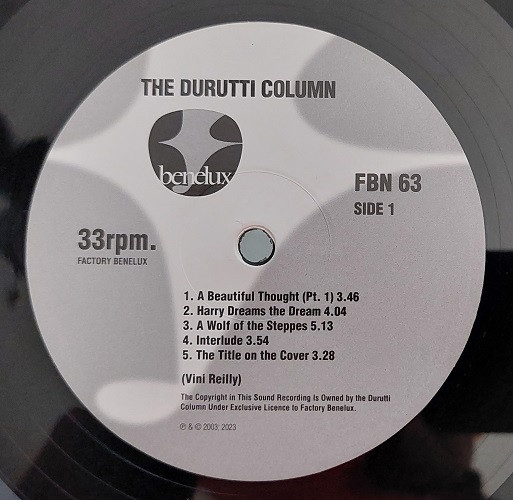 THE DURUTTI COLUMN
benelux
FBN 63
SIDE 1
33rpm.
FACTORY BENELUX
1. A Beautiful Thought (Pt. 1) 3.46
2. Harry Dreams the Dream 4.04
3. A Wolf of the Steppes 5.13
4. Interlude 3.54
5. The Title on the Cover 3.28
(Vini Reilly)
The Copyright in This Sound Recording Is Owned by the Durutti
Column Under Exclusive Licence to Factory Benelux.
℗ & © 2003; 2023